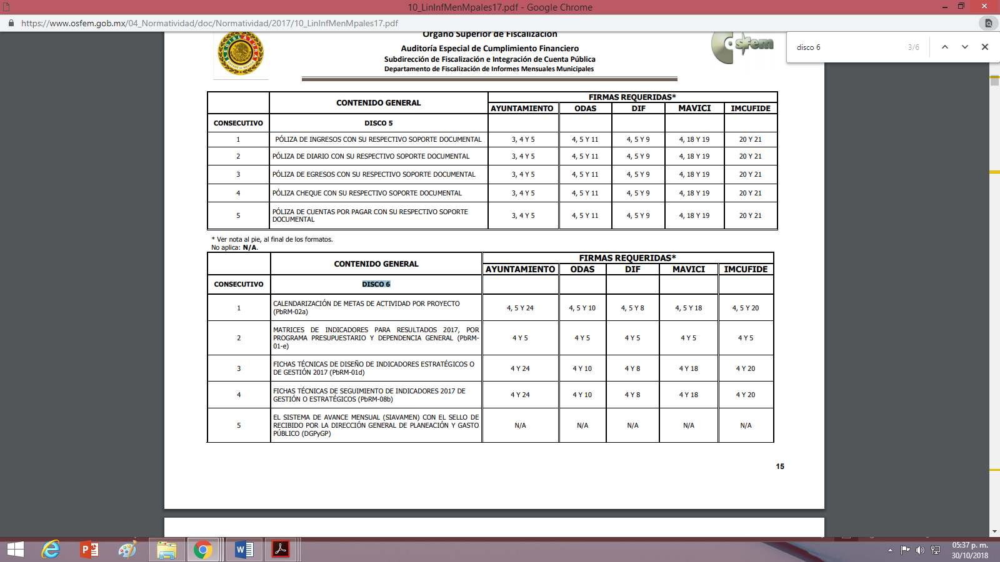 10_LinInfMenMpales17.pdf - Google Chrome
https://www.osfem.gob.mx/04_Normatividad/doc/Normatividad/2017/10_LinInfMenMpales17.pdf
disco 6
3/6
Órgano Superior de Fiscalización
Auditoría Especial de Cumplimiento Financiero
Subdirección de Fiscalización e Integración de Cuenta Pública
Departamento de Fiscalización de Informes Mensuales Municipales
LEGISLATURA
osfem
CONTENIDO GENERAL FIRMAS REQUERIDAS*
AYUNTAMIENTO ODAS DIF MAVICI IMCUFIDE
CONSECUTIVO DISCO 5
1 PÓLIZA DE INGRESOS CON SU RESPECTIVO SOPORTE DOCUMENTAL 3, 4 Y 5 4, 5 Y 11 4, 5 Y 9 4, 18 Y 19 20 Y 21
2 PÓLIZA DE DIARIO CON SU RESPECTIVO SOPORTE DOCUMENTAL 3, 4 Y 5 4, 5 Y 11 4, 5 Y 9 4, 18 Y 19 20 Y 21
3 PÓLIZA DE EGRESOS CON SU RESPECTIVO SOPORTE DOCUMENTAL 3, 4 Y 5 4, 5 Y 11 4, 5 Y 9 4, 18 Y 19 20 Y 21
4 PÓLIZA CHEQUE CON SU RESPECTIVO SOPORTE DOCUMENTAL 3, 4 Y 5 4, 5 Y 11 4, 5 Y 9 4, 18 Y 19 20 Y 21
5 PÓLIZA DE CUENTAS POR PAGAR CON SU RESPECTIVO SOPORTE
DOCUMENTAL 3, 4 Y 5 4, 5 Y 11 4, 5 Y 9 4, 18 Y 19 20 Y 21
* Ver nota al pie, al final de los formatos.
No aplica: N/A.
CONTENIDO GENERAL FIRMAS REQUERIDAS*
AYUNTAMIENTO ODAS DIF MAVICI IMCUFIDE
CONSECUTIVO DISCO 6
1 CALENDARIZACIÓN DE METAS DE ACTIVIDAD POR PROYECTO
(PbRM-02a) 4, 5 Y 24 4, 5 Y 10 4, 5 Y 8 4, 5 Y 18 4, 5 Y 20
MATRICES DE INDICADORES PARA RESULTADOS 2017, POR
2 PROGRAMA PRESUPUESTARIO Y DEPENDENCIA GENERAL (PbRM- 4 Y 5 4 Y 5 4 Y 5 4 Y 5 4 Y 5
01-e)
3 FICHAS TÉCNICAS DE DISEÑO DE INDICADORES ESTRATÉGICOS O
DE GESTIÓN 2017 (PbRM-01d) 4 Y 24 4 Y 10 4 Y 8 4 Y 18 4 Y 20
4 FICHAS TÉCNICAS DE SEGUIMIENTO DE INDICADORES 2017 DE
GESTIÓN O ESTRATÉGICOS (PbRM-08b) 4 Y 24 4 Y 10 4 Y 8 4 Y 18 4 Y 20
EL SISTEMA DE AVANCE MENSUAL (SIAVAMEN) CON EL SELLO DE
5 RECIBIDO POR LA DIRECCIÓN GENERAL DE PLANEACIÓN Y GASTO N/A N/A N/A N/A N/A
PÚBLICO (DGPyGP)
15
05:37 p. m.
30/10/2018